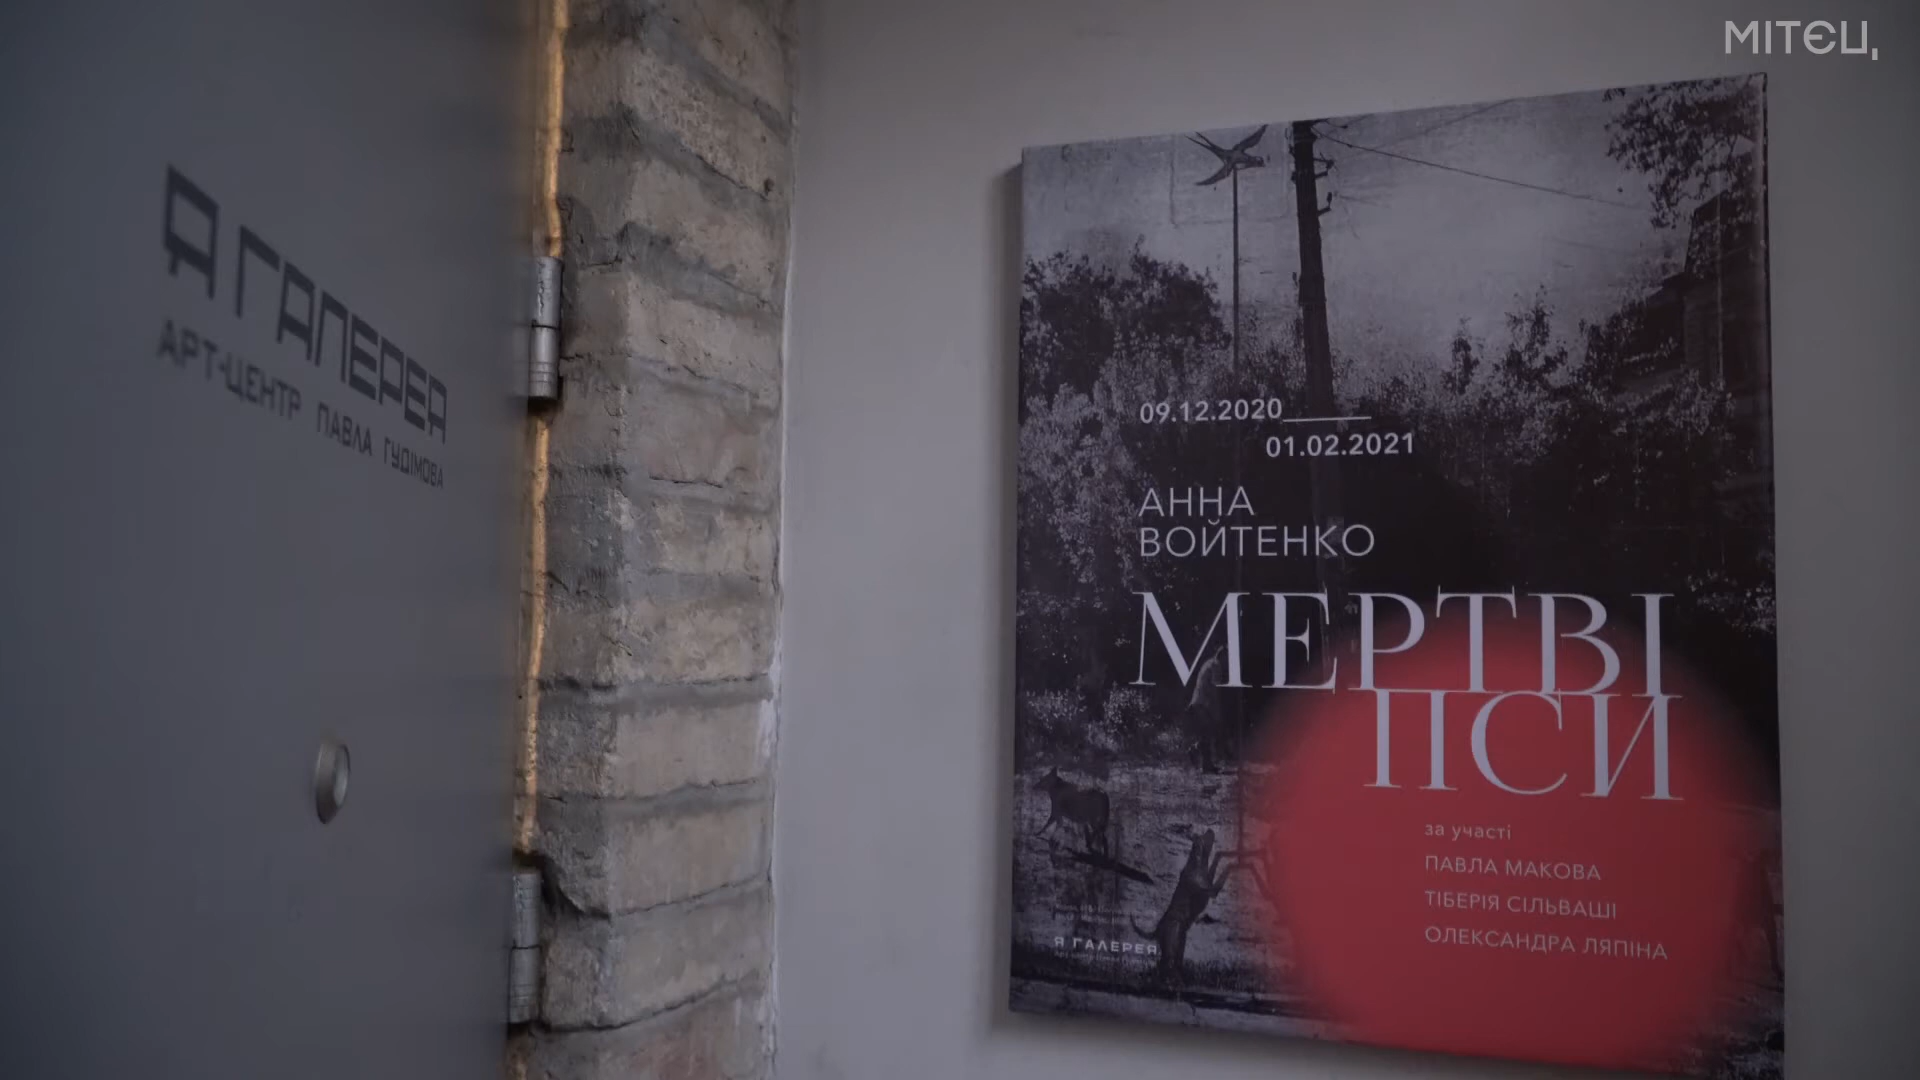 МІТЄЦ
Я ГАЛЕРЕЯ
АРТ-ЦЕНТР ПАВЛА ГУДІМОВА
09.12.2020
01.02.2021
АННА
ВОЙТЕНКО
МЕРТВІ
ПСИ
за участі
ПАВЛА МАКОВА
ТІБЕРІЯ СІЛЬВАШІ
ОЛЕКСАНДРА ЛЯПІНА
Я ГАЛЕРЕЯ